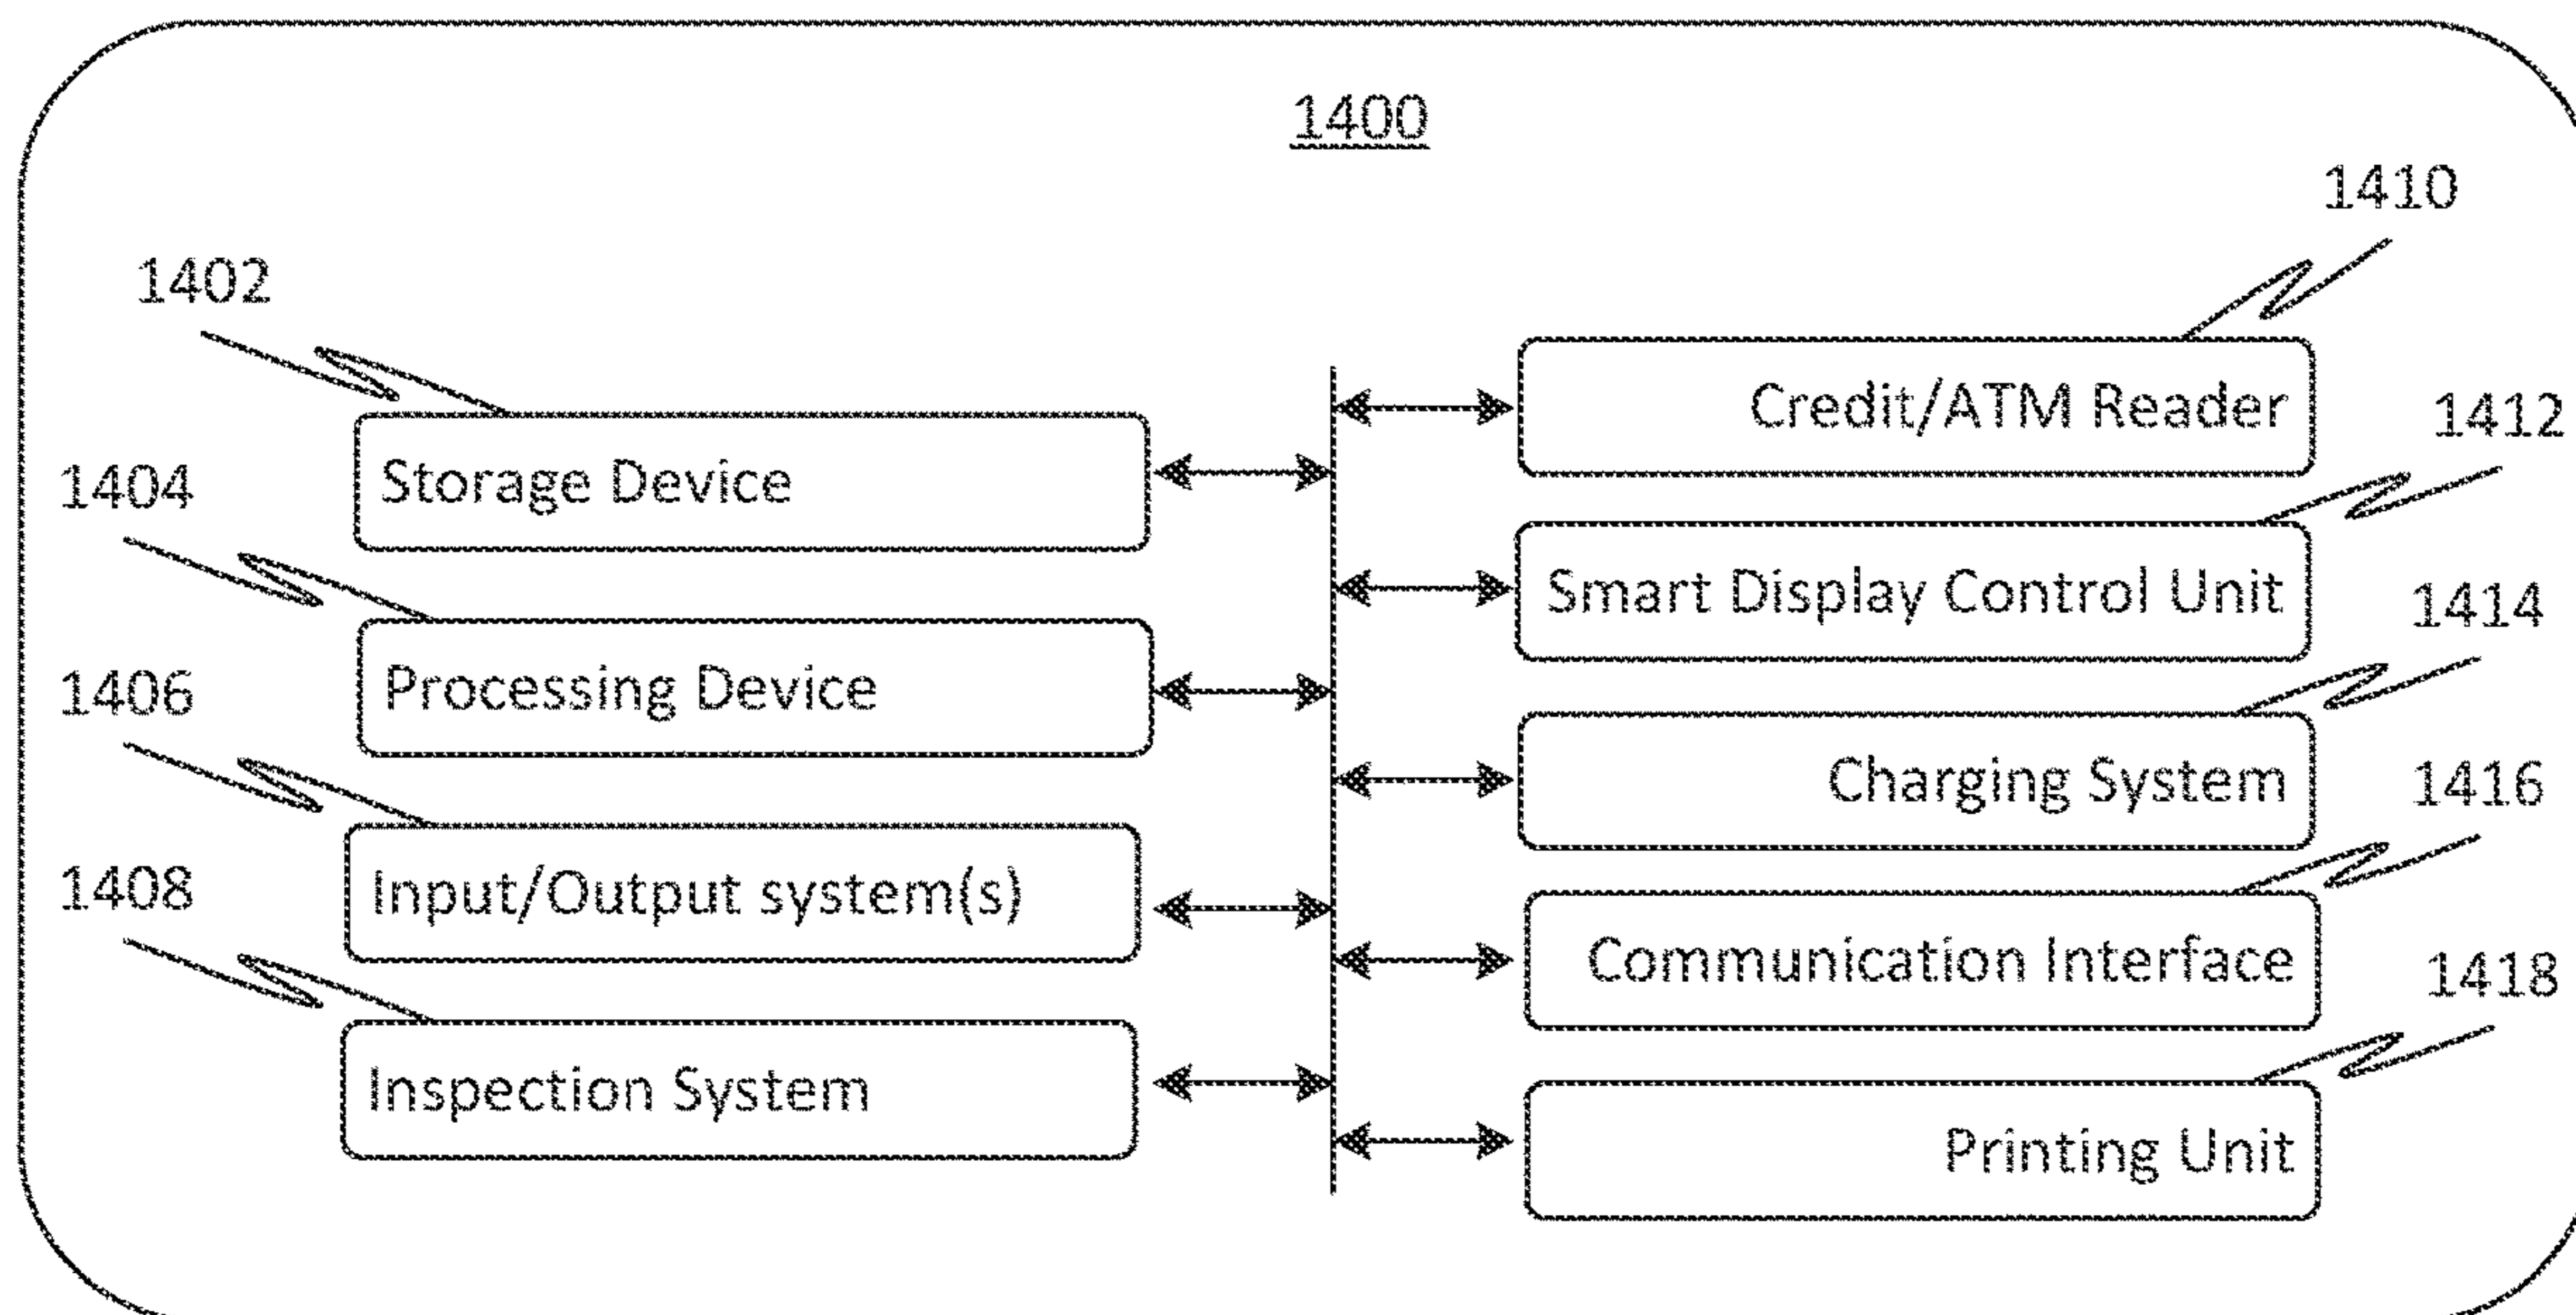 1400
1402
Storage Device
1404
Processing Device
1406
Input/Output system(s)
1408
Inspection System
1410
Credit/ATM Reader
1412
Smart Display Control Unit
1414
Charging System
1416
Communication Interface
1418
Printing Unit